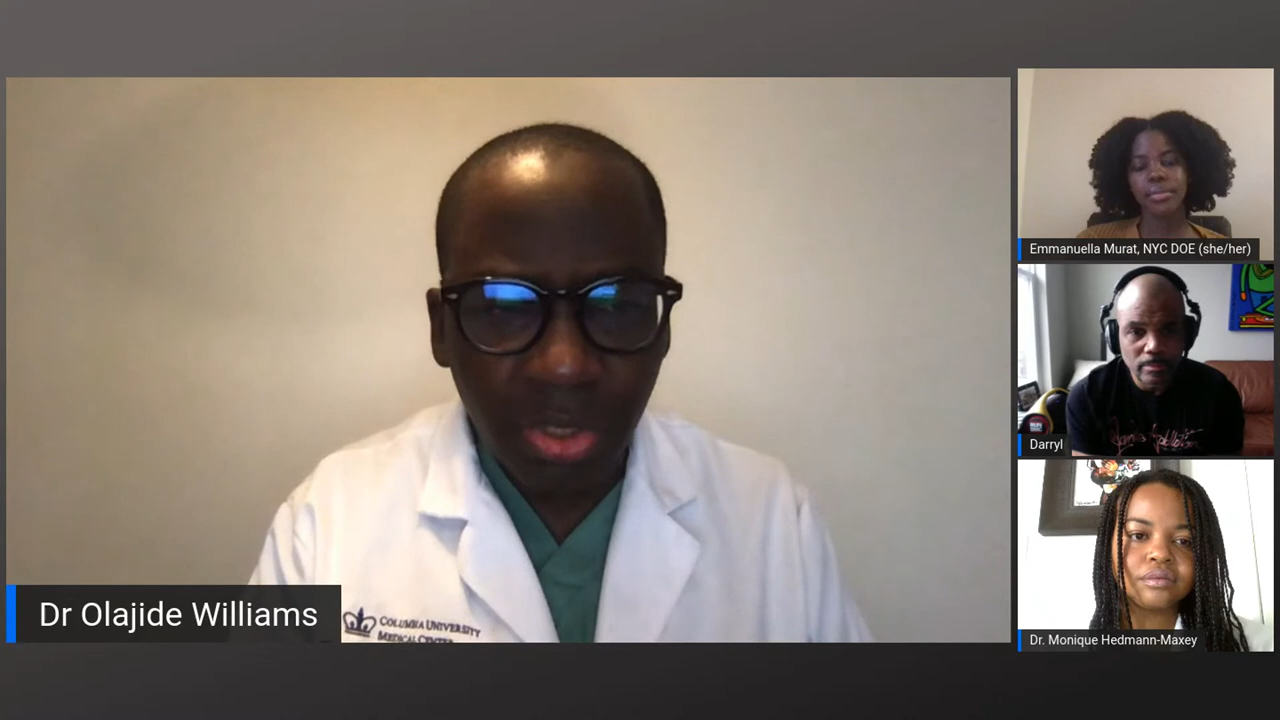 Dr Olajide Williams
COLUMBIA UNIVERSITY
MEDICAL CENTER
Emmanuella Murat, NYC DOE (she/her)
Darryl
Dr. Monique Hedmann-Maxey